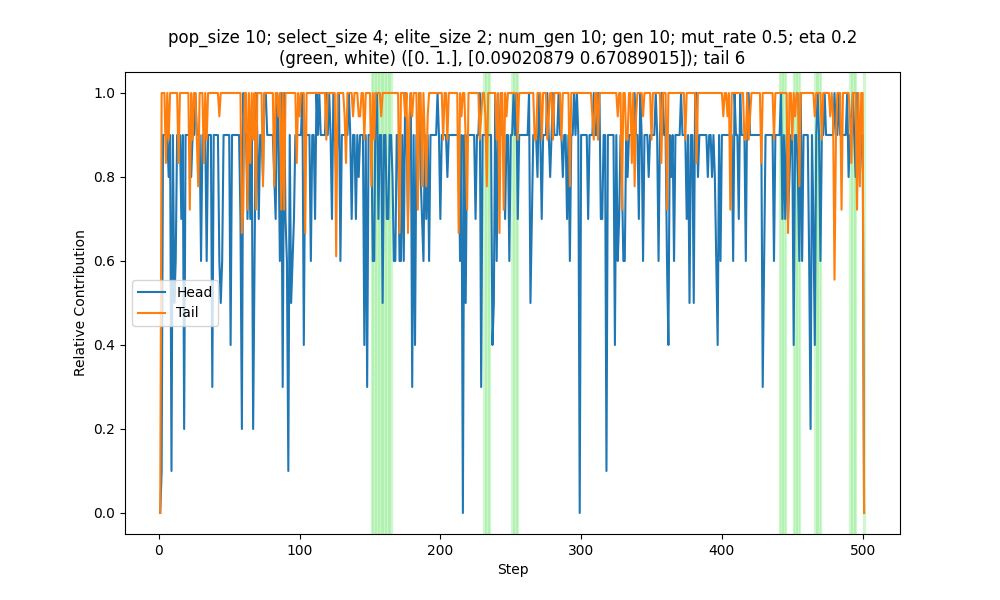 pop_size 10; select_size 4; elite_size 2; num_gen 10; gen 10; mut_rate 0.5; eta 0.2
(green, white) ([0. 1.], [0.09020879 0.67089015]); tail 6
1.0
0.8
0.6
0.4
0.2
0.0
Relative Contribution
Head
Tail
0
100
200
300
400
500
Step